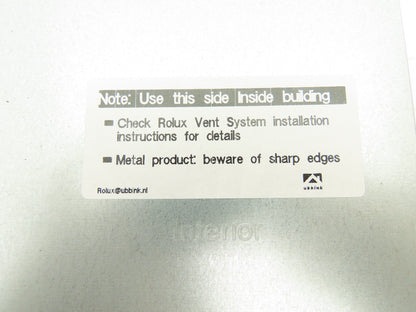 Note: Use this side Inside building
Check Rolux Vent System installation
instructions for details
Metal product: beware of sharp edges
Rolux@ubbink.nl
ubbink
Interior